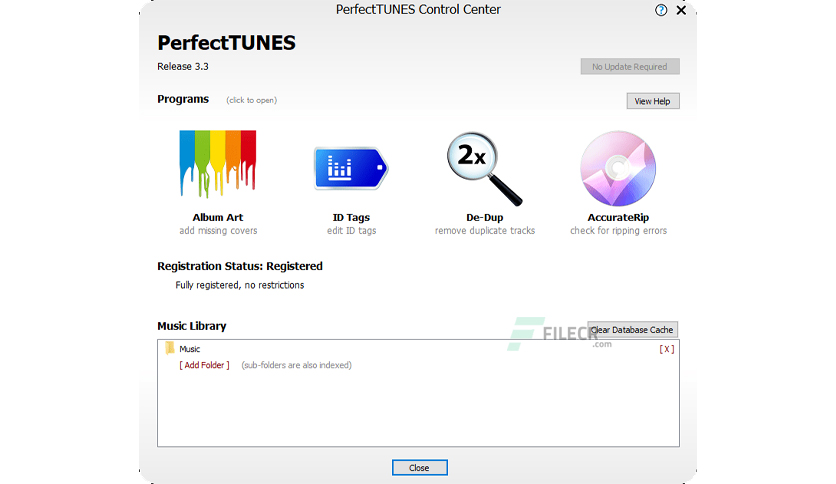 PerfectTUNES Control Center
?
PerfectTUNES
Release 3.3
No Update Required
Programs (click to open)
View Help
2x
Album Art
add missing covers
ID Tags
edit ID tags
De-Dup
remove duplicate tracks
AccurateRip
check for ripping errors
Registration Status: Registered
Fully registered, no restrictions
Music Library
FILECR
.com
Clear Database Cache
Music
[ X ]
[ Add Folder ] (sub-folders are also indexed)
Close